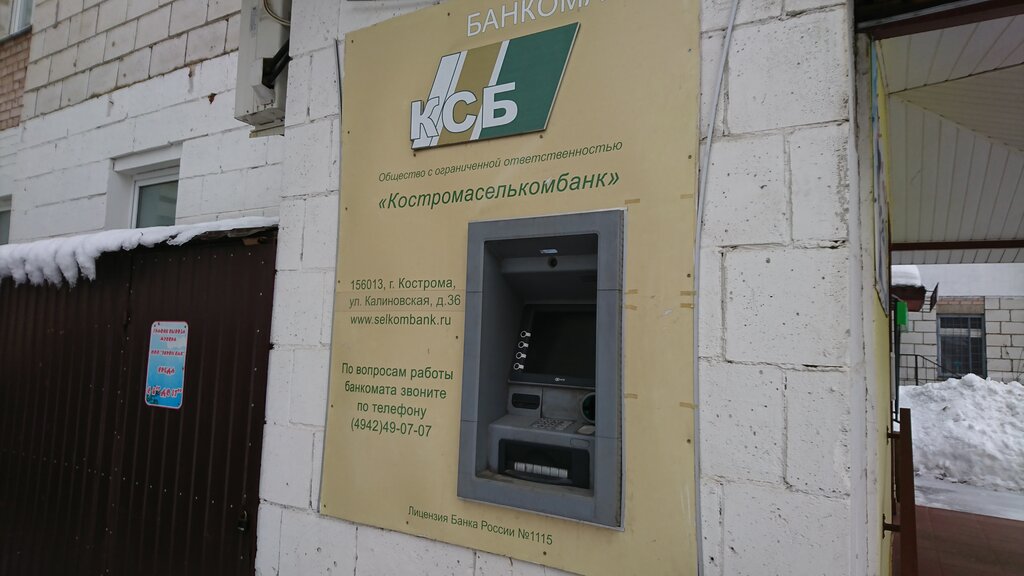 БАНКОМА
КСБ
Общество с ограниченной ответственностью
«Костромаселькомбанк»
156013, г. Кострома,
ул. Калиновская, д.36
www.selkombank.ru
По вопросам работы
банкомата звоните
по телефону
(4942)49-07-07
Лицензия Банка России №1115